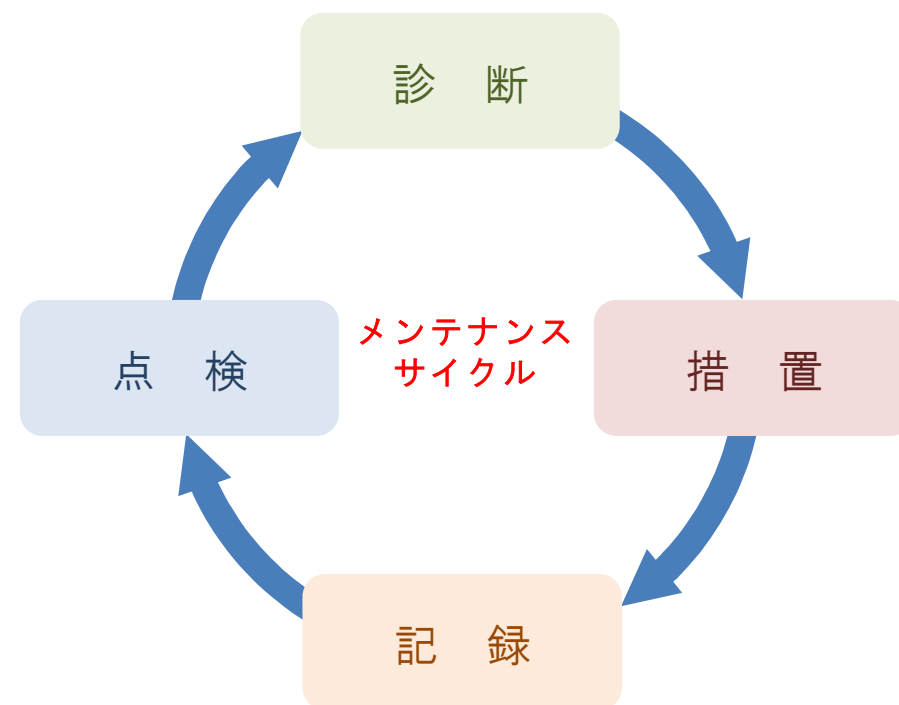 診 断
点 検
メンテナンス
サイクル
措 置
記 録